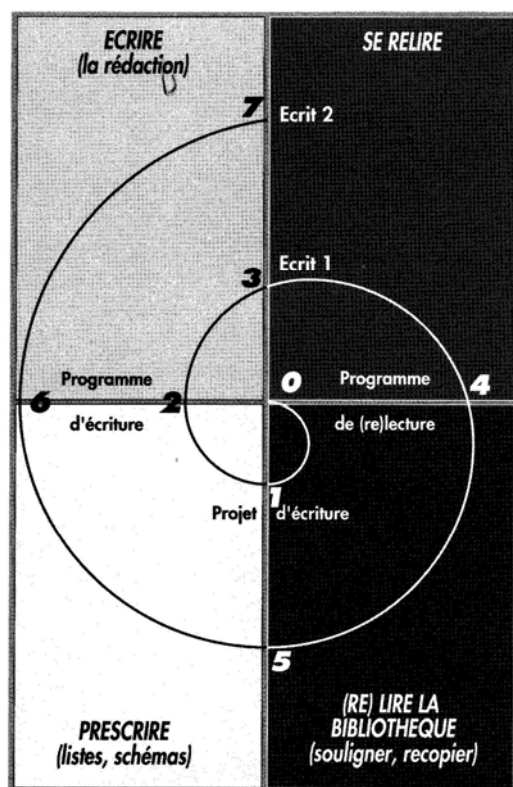 ECRIRE
(la rédaction)
SE RELIRE
7 Ecrit 2
3 Ecrit 1
0
Programme
Programme
6
2
4
d'écriture
de (re)lecture
1
Projet d'écriture
5
PRESCRIRE
(listes, schémas)
(RE) LIRE LA
BIBLIOTHEQUE
(souligner, recopier)